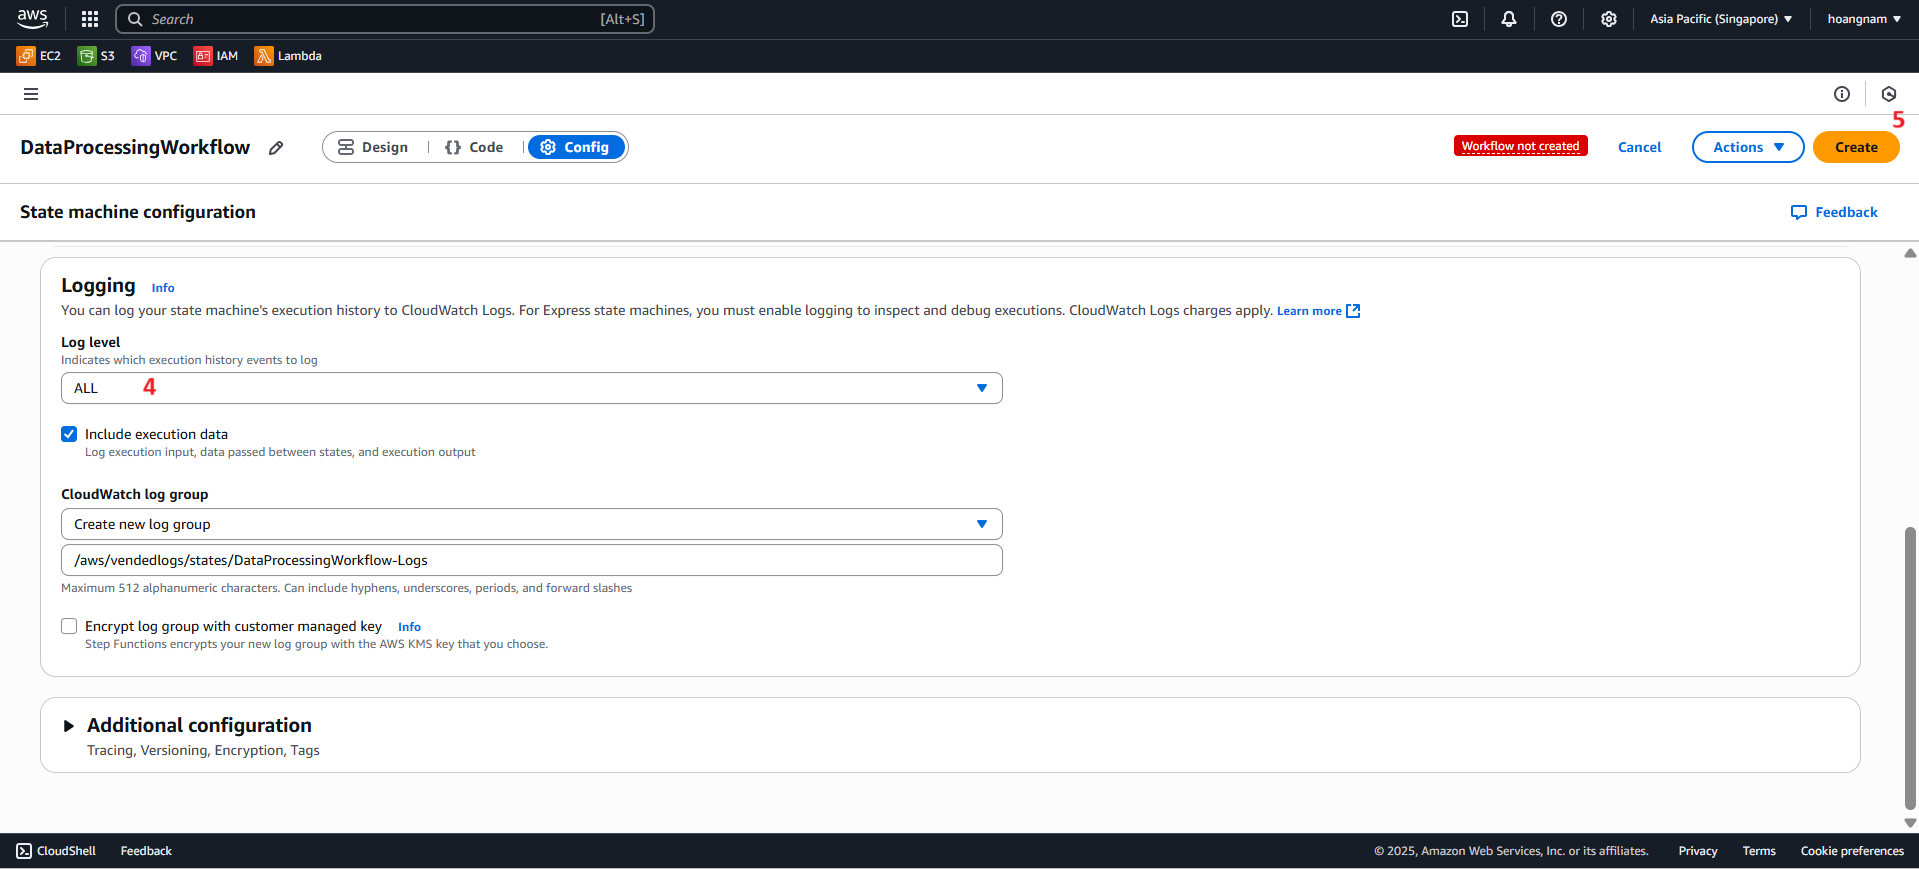 aws
Search [Alt+S]
Asia Pacific (Singapore) hoangnam
EC2 S3 VPC IAM Lambda
5
DataProcessingWorkflow Design {} Code Config Workflow not created Cancel Actions Create
State machine configuration Feedback
Logging Info
You can log your state machine's execution history to CloudWatch Logs. For Express state machines, you must enable logging to inspect and debug executions. CloudWatch Logs charges apply. Learn more
Log level
Indicates which execution history events to log
ALL 4
Include execution data
Log execution input, data passed between states, and execution output
CloudWatch log group
Create new log group
/aws/vendedlogs/states/DataProcessingWorkflow-Logs
Maximum 512 alphanumeric characters. Can include hyphens, underscores, periods, and forward slashes
Encrypt log group with customer managed key Info
Step Functions encrypts your new log group with the AWS KMS key that you choose.
Additional configuration
Tracing, Versioning, Encryption, Tags
CloudShell Feedback © 2025, Amazon Web Services, Inc. or its affiliates. Privacy Terms Cookie preferences